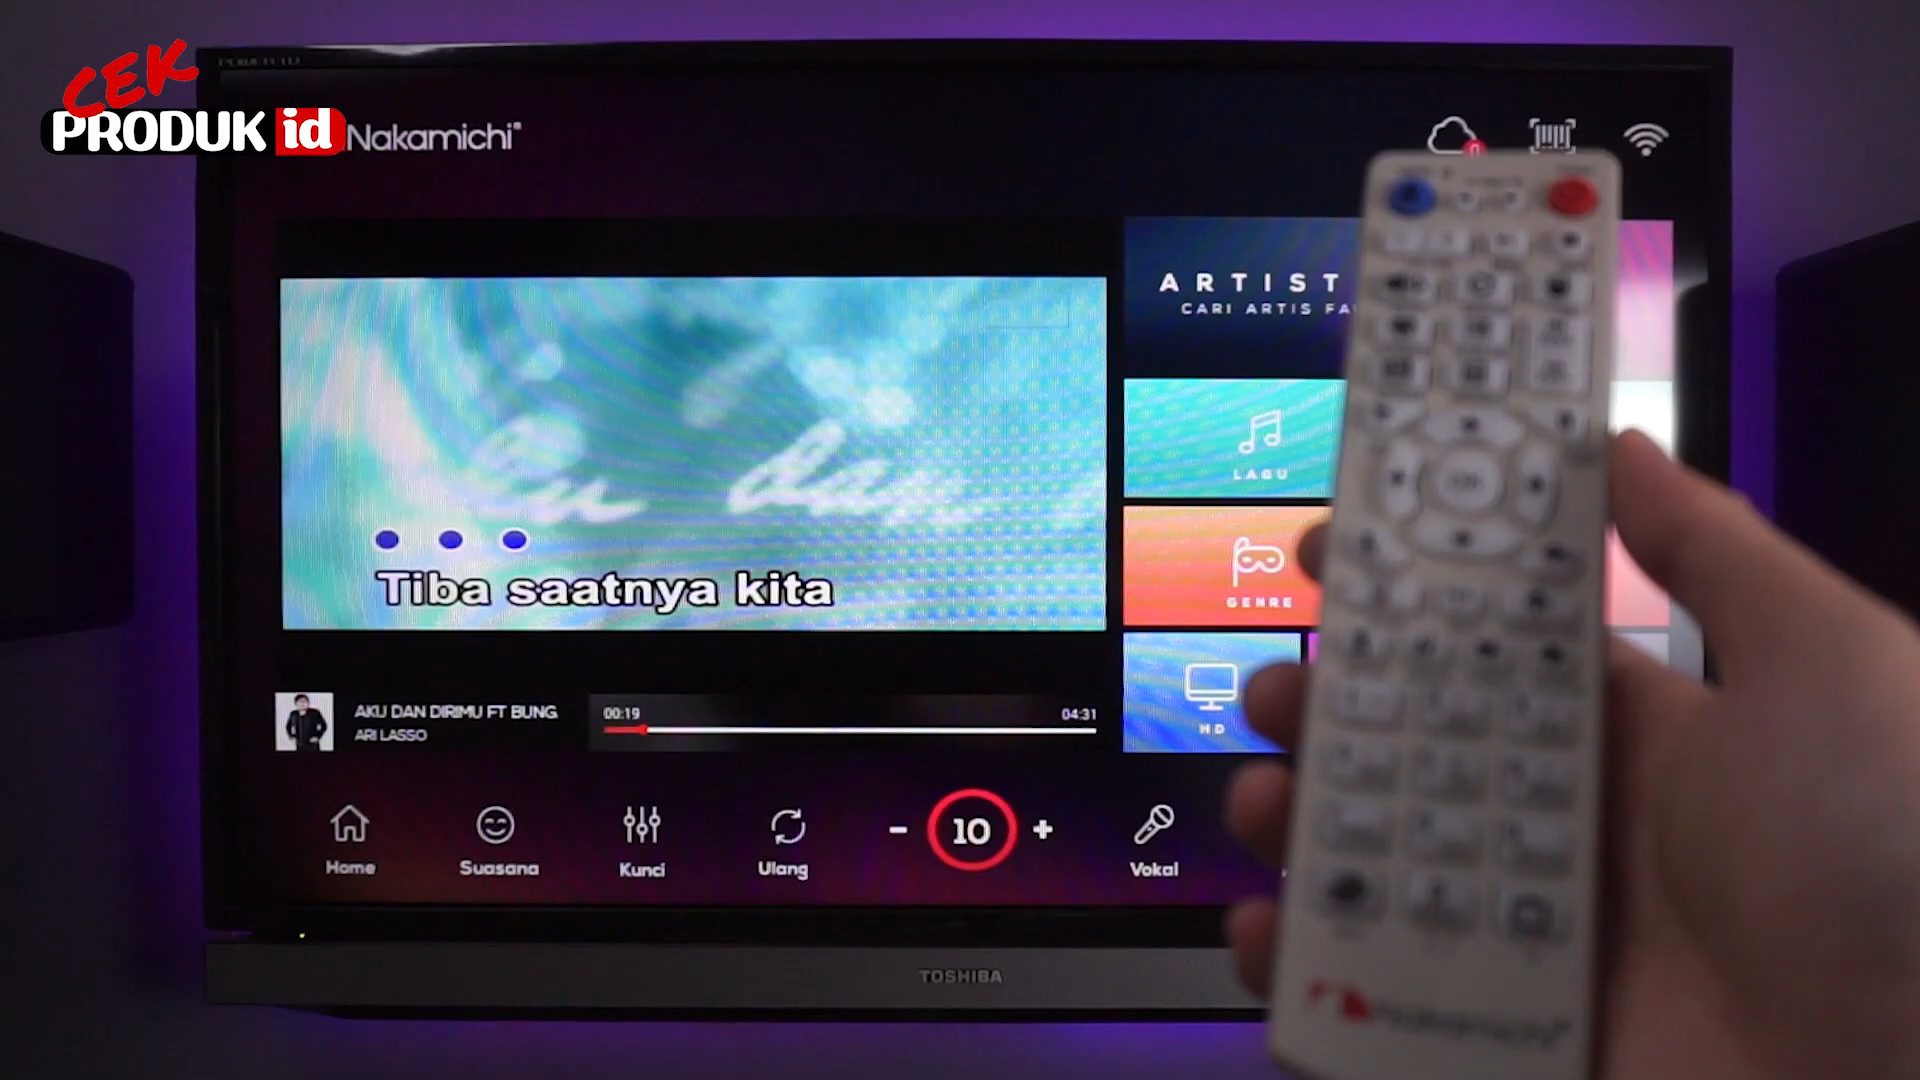 CEK
PRODUK id
Nakamichi
ARTIST
CARI ARTIS
LAGU
GENRE
HD
Tiba saatnya kita
AKU DAN DIRIMU FT BUNG
ARI LASSO
00:19
04:31
Home
Suasana
Kunci
Ulang
- 10 +
Vokal
TOSHIBA
Nakamichi